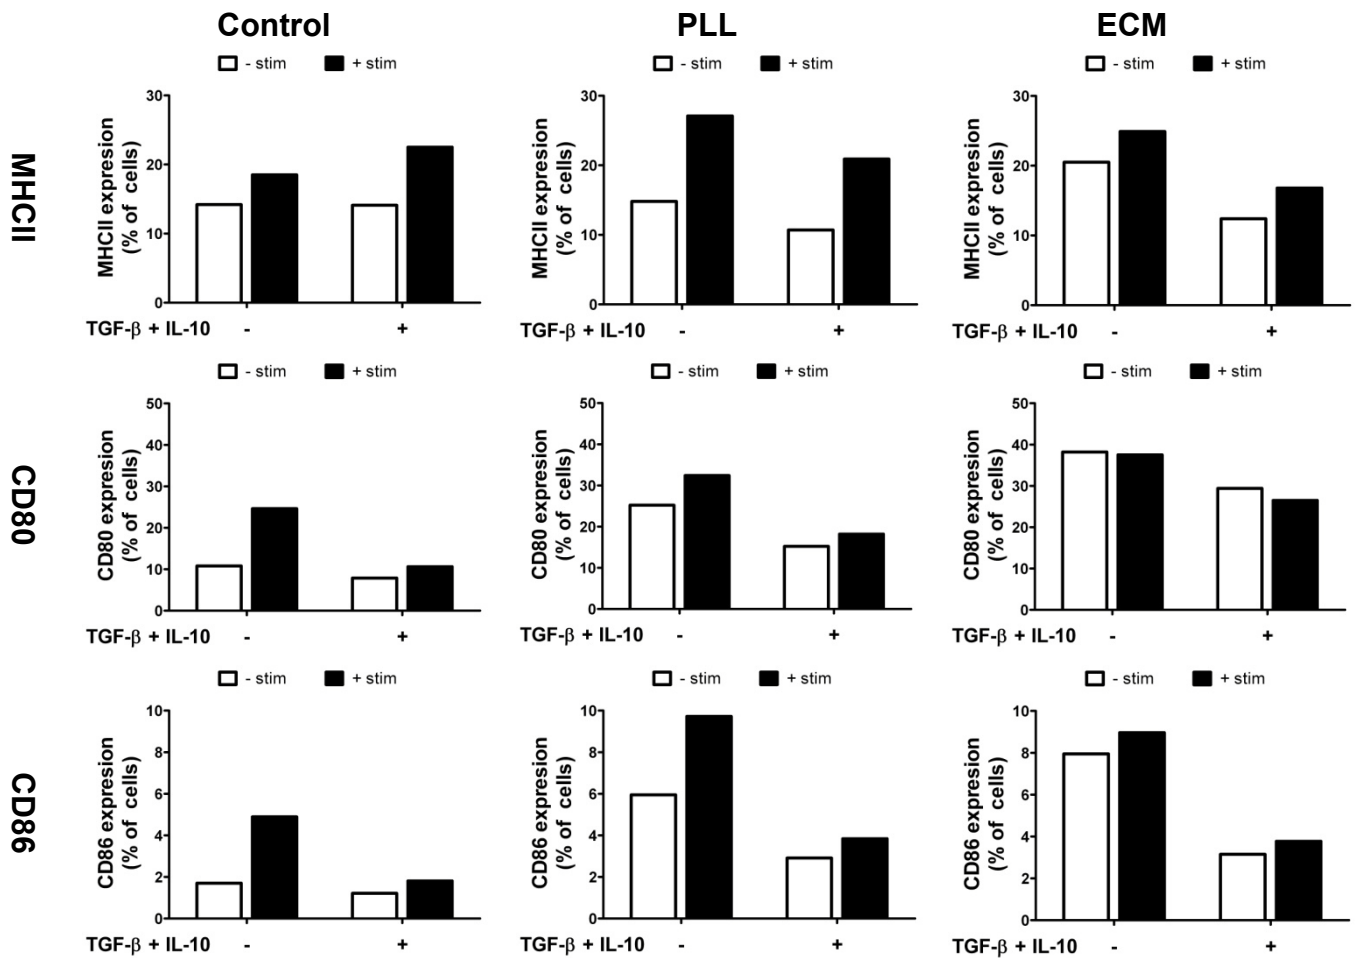 Control PLL ECM
- stim + stim - stim + stim - stim + stim
MHCII
MHCII expresion
(% of cells)
30
20
10
0
TGF-β + IL-10 - +
MHCII expresion
(% of cells)
30
20
10
0
TGF-β + IL-10 - +
MHCII expresion
(% of cells)
30
20
10
0
TGF-β + IL-10 - +
- stim + stim - stim + stim - stim + stim
CD80
CD80 expresion
(% of cells)
50
40
30
20
10
0
TGF-β + IL-10 - +
CD80 expresion
(% of cells)
50
40
30
20
10
0
TGF-β + IL-10 - +
CD80 expresion
(% of cells)
50
40
30
20
10
0
TGF-β + IL-10 - +
- stim + stim - stim + stim - stim + stim
CD86
CD86 expresion
(% of cells)
10
8
6
4
2
0
TGF-β + IL-10 - +
CD86 expresion
(% of cells)
10
8
6
4
2
0
TGF-β + IL-10 - +
CD86 expresion
(% of cells)
10
8
6
4
2
0
TGF-β + IL-10 - +